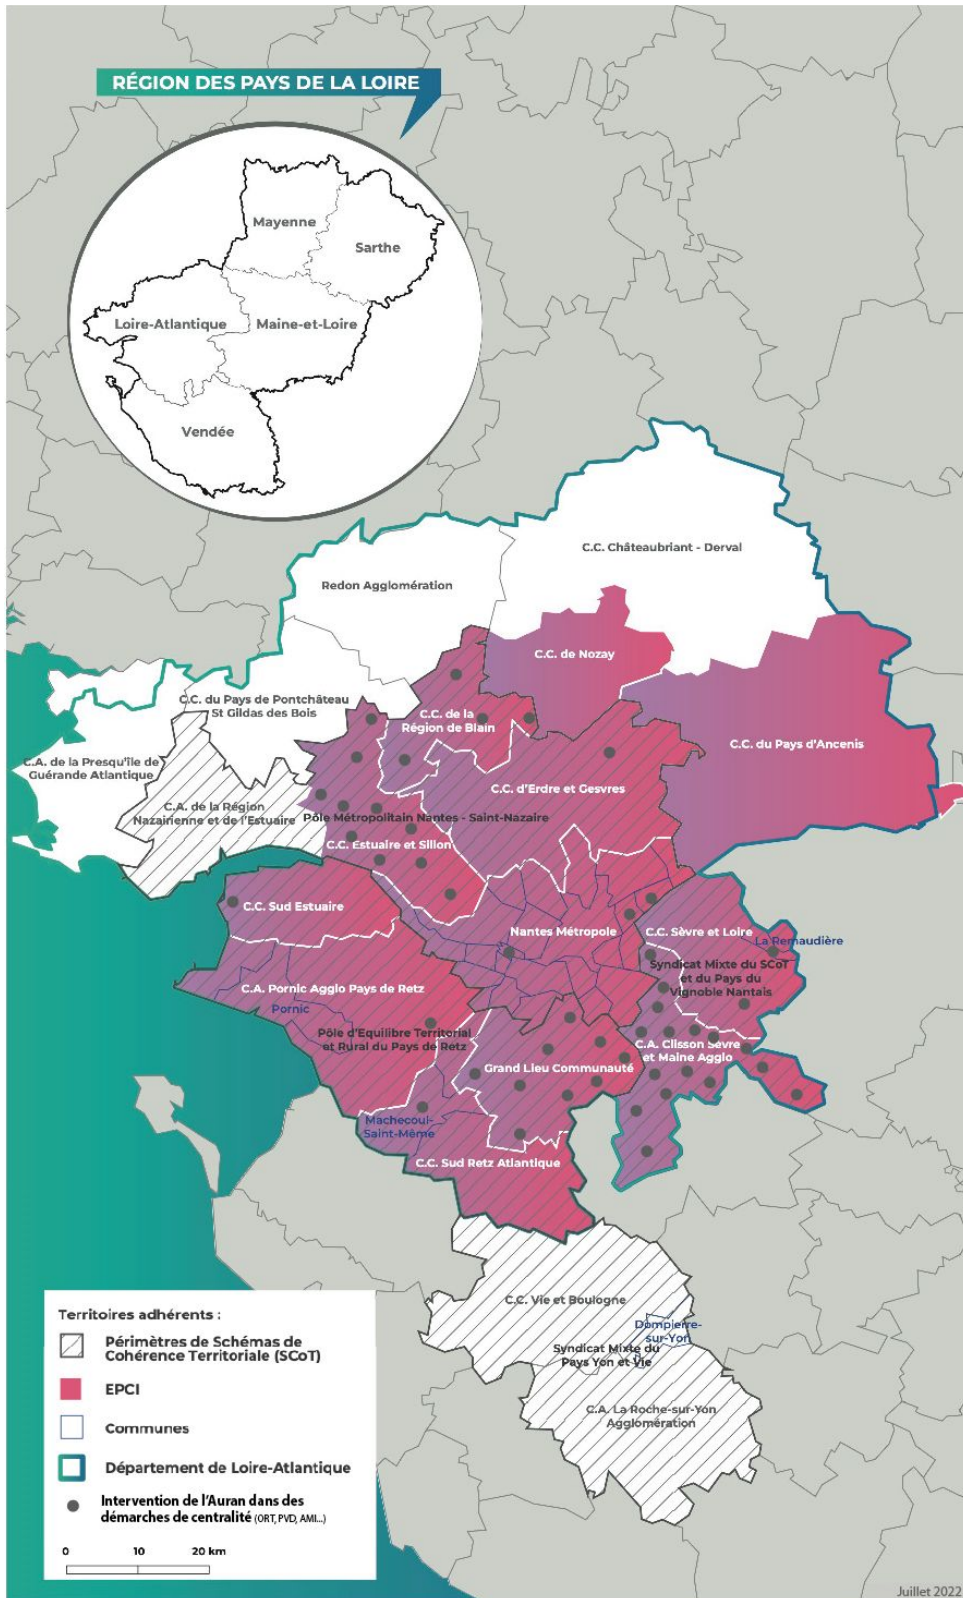 RÉGION DES PAYS DE LA LOIRE
Mayenne
Sarthe
Loire-Atlantique
Maine-et-Loire
Vendée
C.C. Châteaubriant - Derval
Redon Agglomération
C.C. de Nozay
C.C. du Pays de Pontchâteau
St Gildas des Bois
C.C. de la
Région de Blain
C.C. du Pays d'Ancenis
C.A. de la Presqu'île de
Guérande Atlantique
C.C. d'Erdre et Gesvres
C.A. de la Région
Nazairienne et de l'Estuaire
Pôle Métropolitain Nantes - Saint-Nazaire
C.C. Estuaire et Sillon
C.C. Sud Estuaire
Nantes Métropole
C.C. Sèvre et Loire
La Remaudière
Syndicat Mixte du SCoT
et du Pays du
Vignoble Nantais
C.A. Pornic Agglo Pays de Retz
Pornic
Pôle d'Equilibre Territorial
et Rural du Pays de Retz
C.A. Clisson Sèvre
et Maine Agglo
Grand Lieu Communauté
Machecoul-
Saint-Même
C.C. Sud Retz Atlantique
C.C. Vie et Boulogne
Dompierre-
sur-Yon
Syndicat Mixte du
Pays Yon et Vie
C.A. La Roche-sur-Yon
Agglomération
Territoires adhérents :
Périmètres de Schémas de
Cohérence Territoriale (SCoT)
EPCI
Communes
Département de Loire-Atlantique
Intervention de l'Auran dans des
démarches de centralité (ORT, PVD, AMI...)
0 10 20 km
Juillet 2022